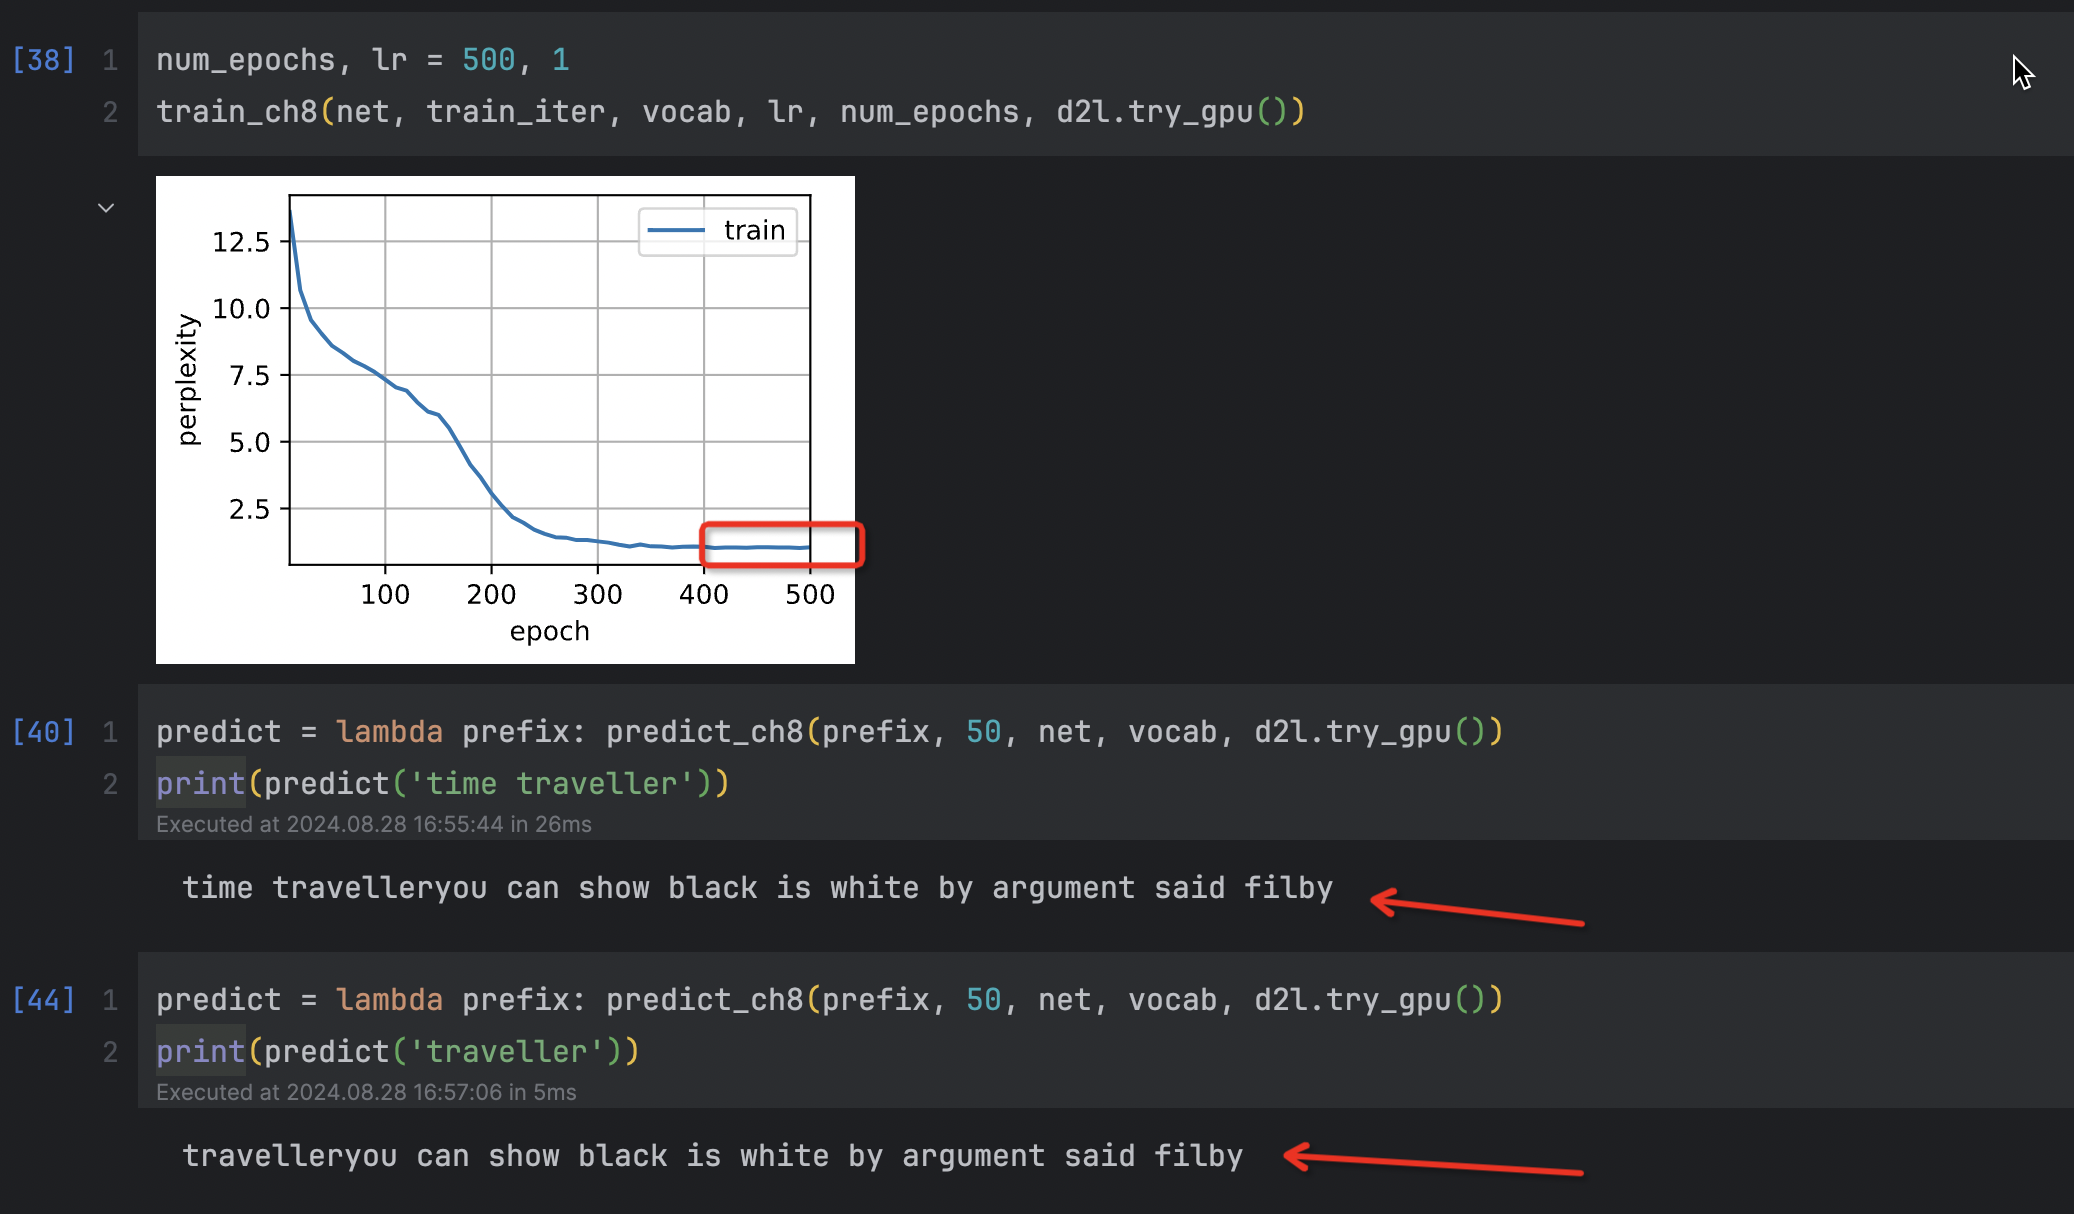 [38] 1 num_epochs, lr = 500, 1
2 train_ch8(net, train_iter, vocab, lr, num_epochs, d2l.try_gpu())
train
12.5
10.0
7.5
5.0
2.5
perplexity
100 200 300 400 500
epoch
[40] 1 predict = lambda prefix: predict_ch8(prefix, 50, net, vocab, d2l.try_gpu())
2 print(predict('time traveller'))
Executed at 2024.08.28 16:55:44 in 26ms
time travelleryou can show black is white by argument said filby
[44] 1 predict = lambda prefix: predict_ch8(prefix, 50, net, vocab, d2l.try_gpu())
2 print(predict('traveller'))
Executed at 2024.08.28 16:57:06 in 5ms
travelleryou can show black is white by argument said filby